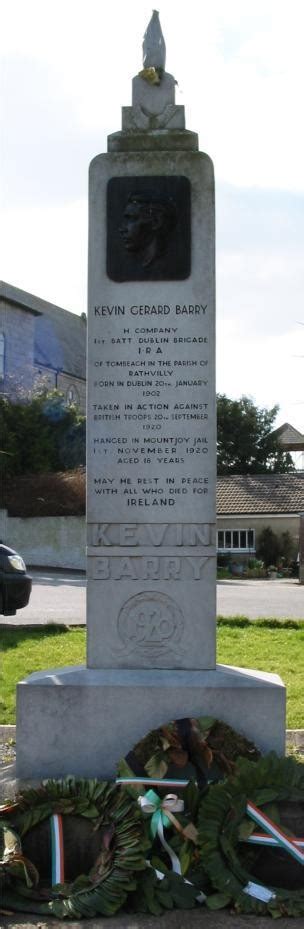 KEVIN GERARD BARRY
H COMPANY
1ST BATT DUBLIN BRIGADE
I R A
OF TOMBEACH IN THE PARISH OF
RATHVILLY
BORN IN DUBLIN 20TH JANUARY
1902
TAKEN IN ACTION AGAINST
BRITISH TROOPS 20TH SEPTEMBER
1920
HANGED IN MOUNTJOY JAIL
1ST NOVEMBER 1920
AGED 18 YEARS
MAY HE REST IN PEACE
WITH ALL WHO DIED FOR
IRELAND
KEVIN
BARRY
1920